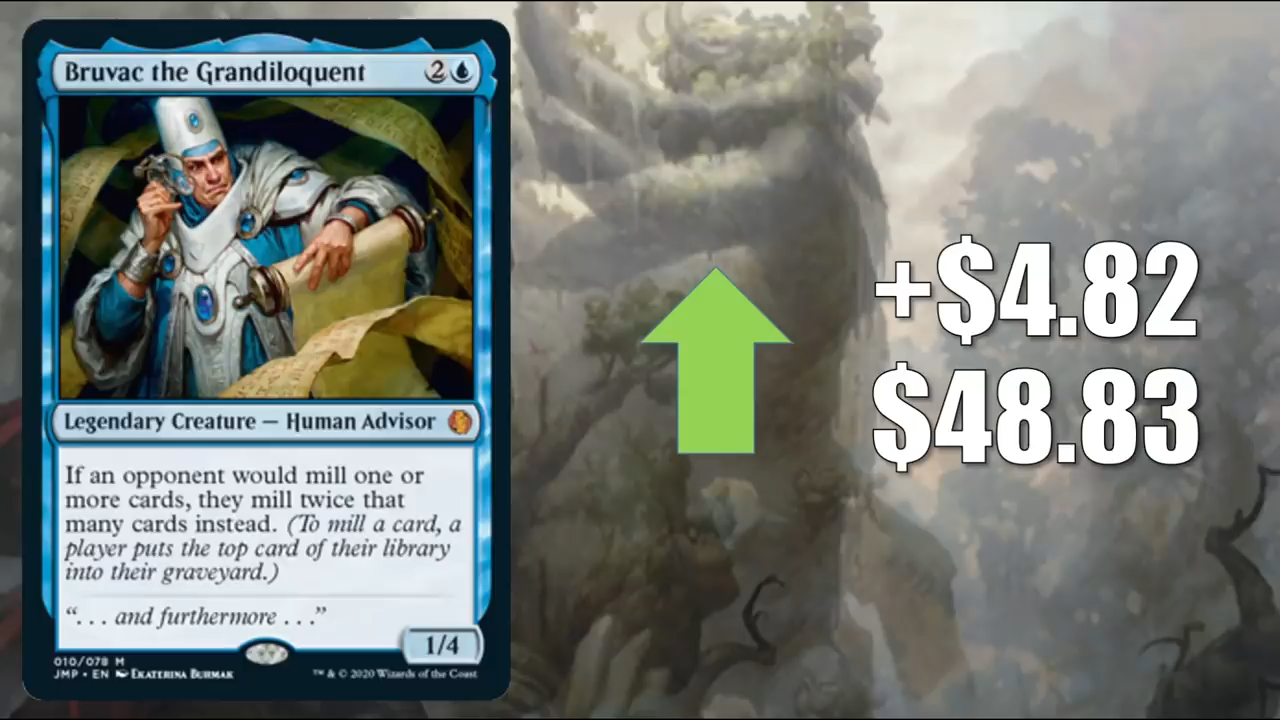 Bruvac the Grandiloquent 2
Legendary Creature — Human Advisor
If an opponent would mill one or
more cards, they mill twice that
many cards instead. (To mill a card, a
player puts the top card of their library
into their graveyard.)
“. . . and furthermore . . .”
1/4
010/078 M
JMP • EN Ekaterina Burmak
™ & © 2020 Wizards of the Coast
+$4.82
$48.83